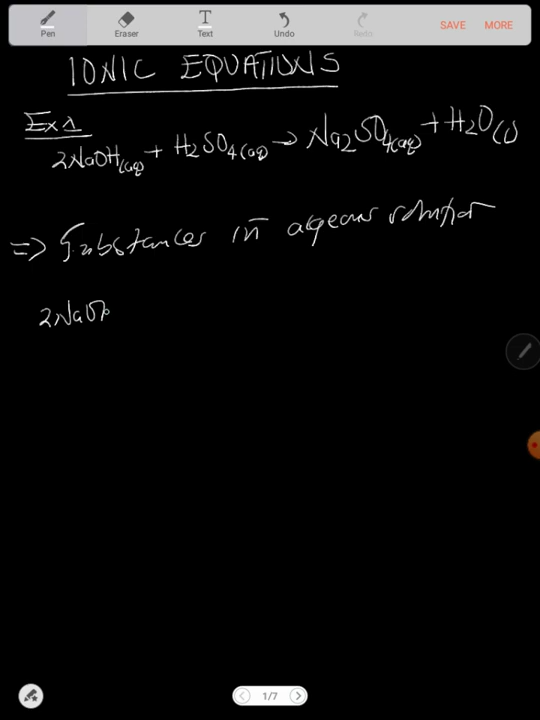 Pen Eraser Text Undo Redo SAVE MORE
IONIC EQUATIONS
Ex 1
2NaOH(aq) + H2SO4(aq) → Na2SO4(aq) + H2O(l)
=> Substances in aqeous solution
2NaOH
1/7